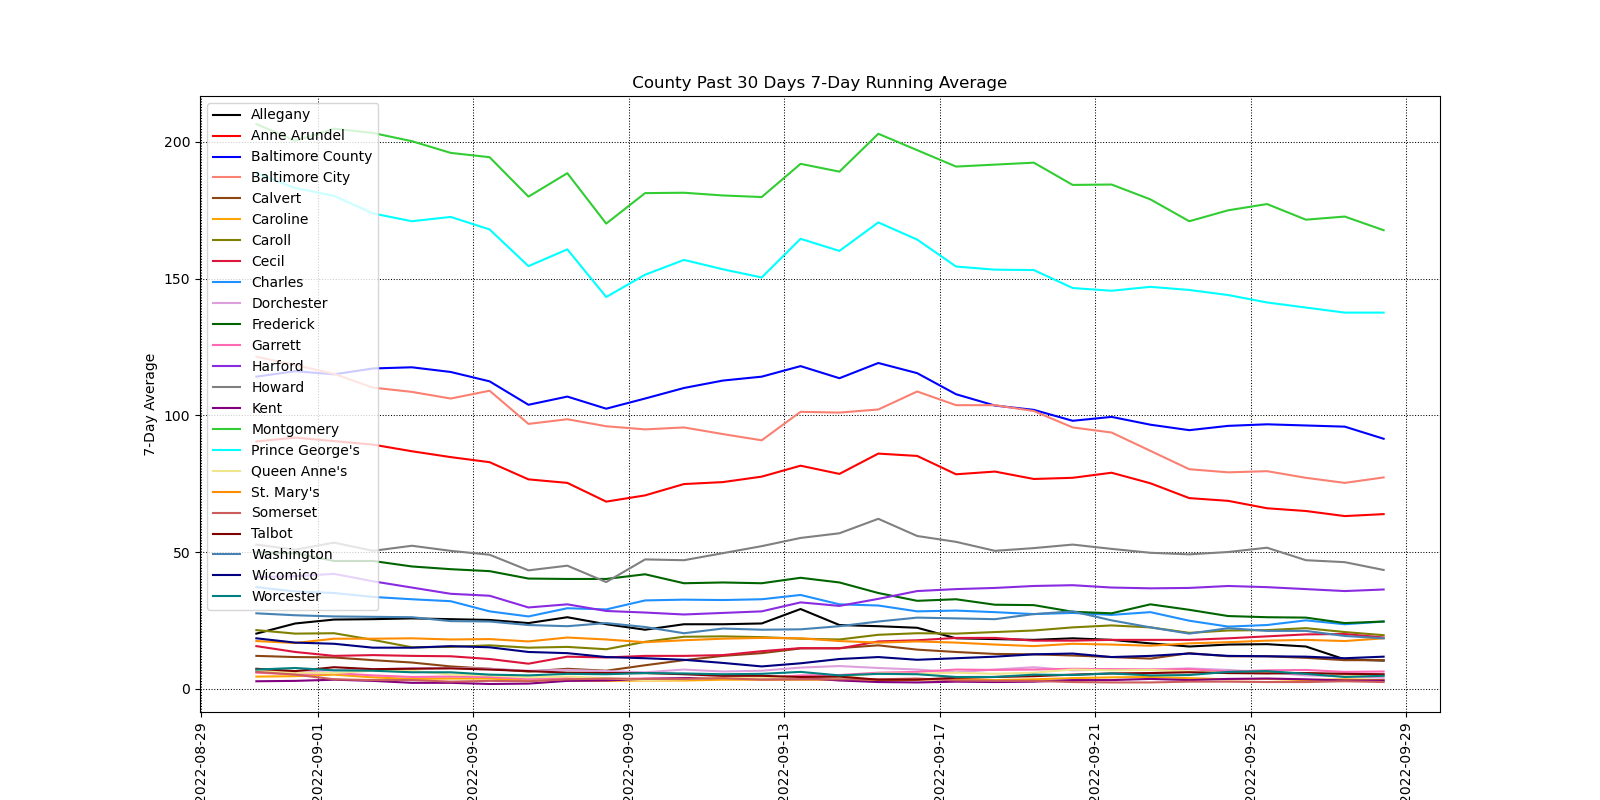 County Past 30 Days 7-Day Running Average
7-Day Average
200
150
100
50
0
Allegany
Anne Arundel
Baltimore County
Baltimore City
Calvert
Caroline
Caroll
Cecil
Charles
Dorchester
Frederick
Garrett
Harford
Howard
Kent
Montgomery
Prince George's
Queen Anne's
St. Mary's
Somerset
Talbot
Washington
Wicomico
Worcester
2022-08-29
2022-09-01
2022-09-05
2022-09-09
2022-09-13
2022-09-17
2022-09-21
2022-09-25
2022-09-29